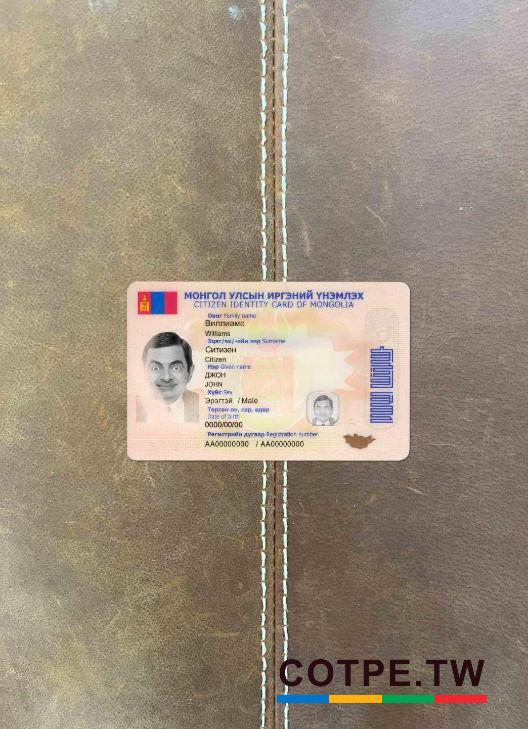 МОНГОЛ УЛСЫН ИРГЭНИЙ ҮНЭМЛЭХ
CITIZEN IDENTITY CARD OF MONGOLIA
Овог Family name
Виллиамс
Williams
Эцэг/эх/-ийн нэр Surname
Ситизэн
Citizen
Нэр Given name
ДЖОН
JOHN
Хүйс Sex
Эрэгтэй / Male
Төрсөн он, сар, өдөр
Date of birth
0000/00/00
Регистрийн дугаар Registration number
АА00000000 / AA00000000
COTPE.TW